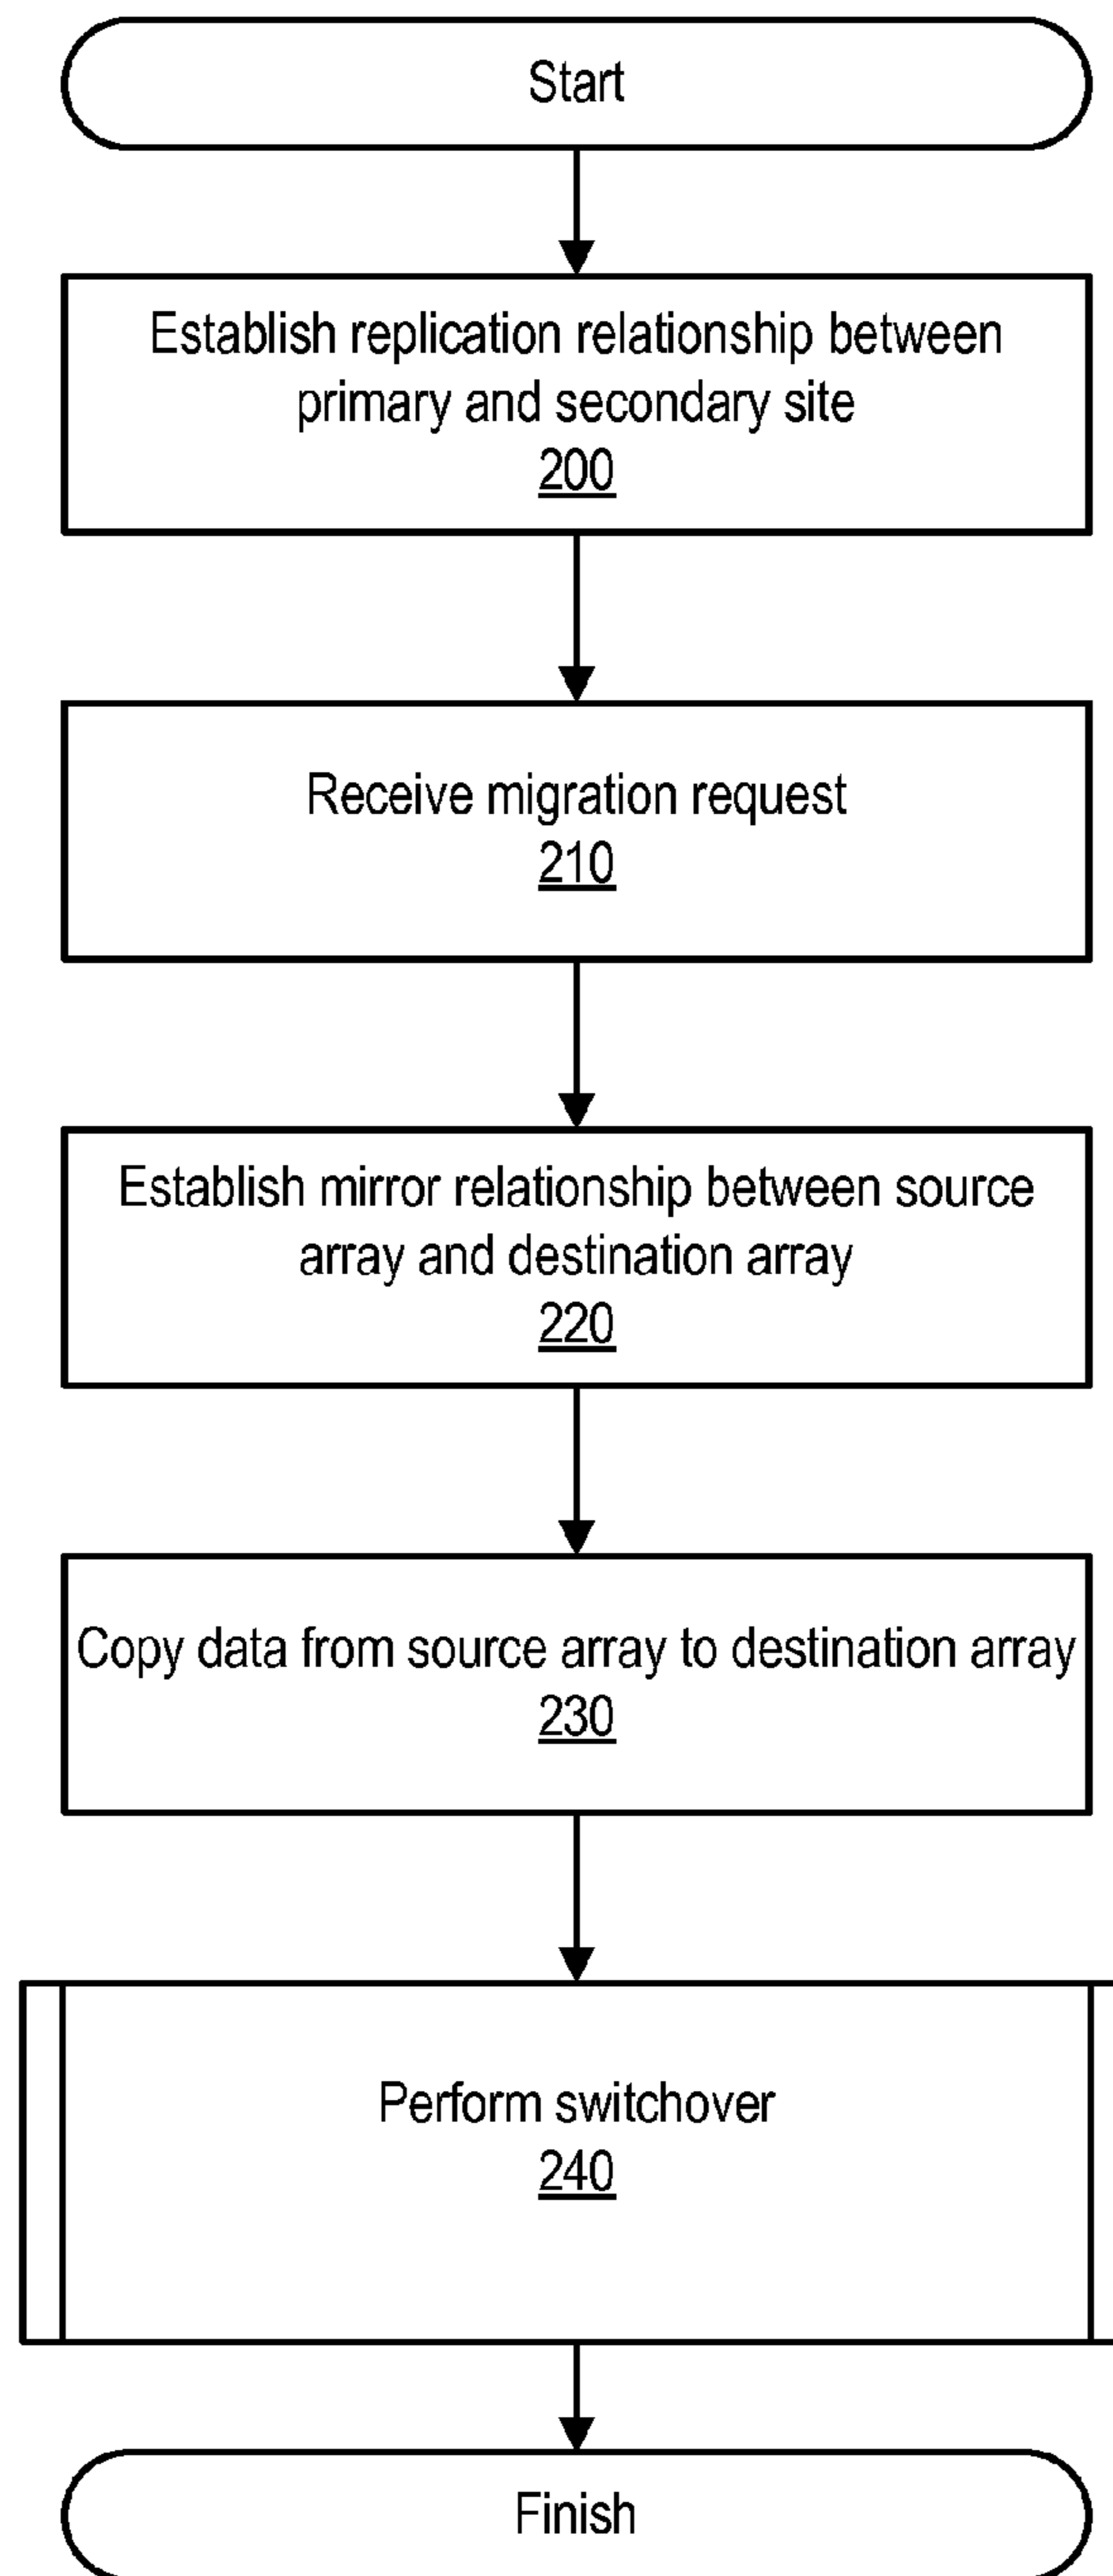 Start
Establish replication relationship between
primary and secondary site
200
Receive migration request
210
Establish mirror relationship between source
array and destination array
220
Copy data from source array to destination array
230
Perform switchover
240
Finish